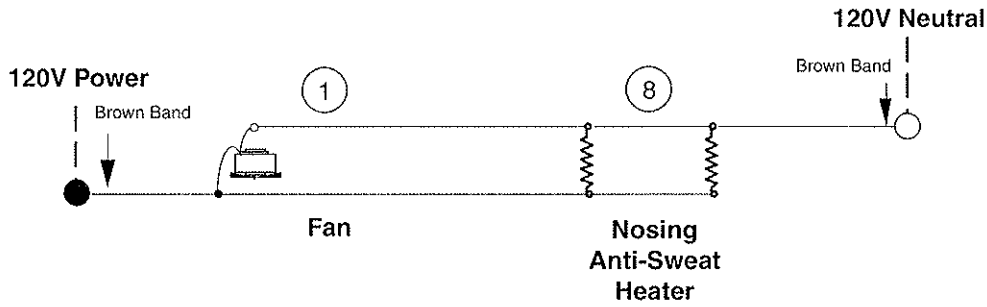 120V Neutral
120V Power
Brown Band
Brown Band
1
8
Fan
Nosing
Anti-Sweat
Heater